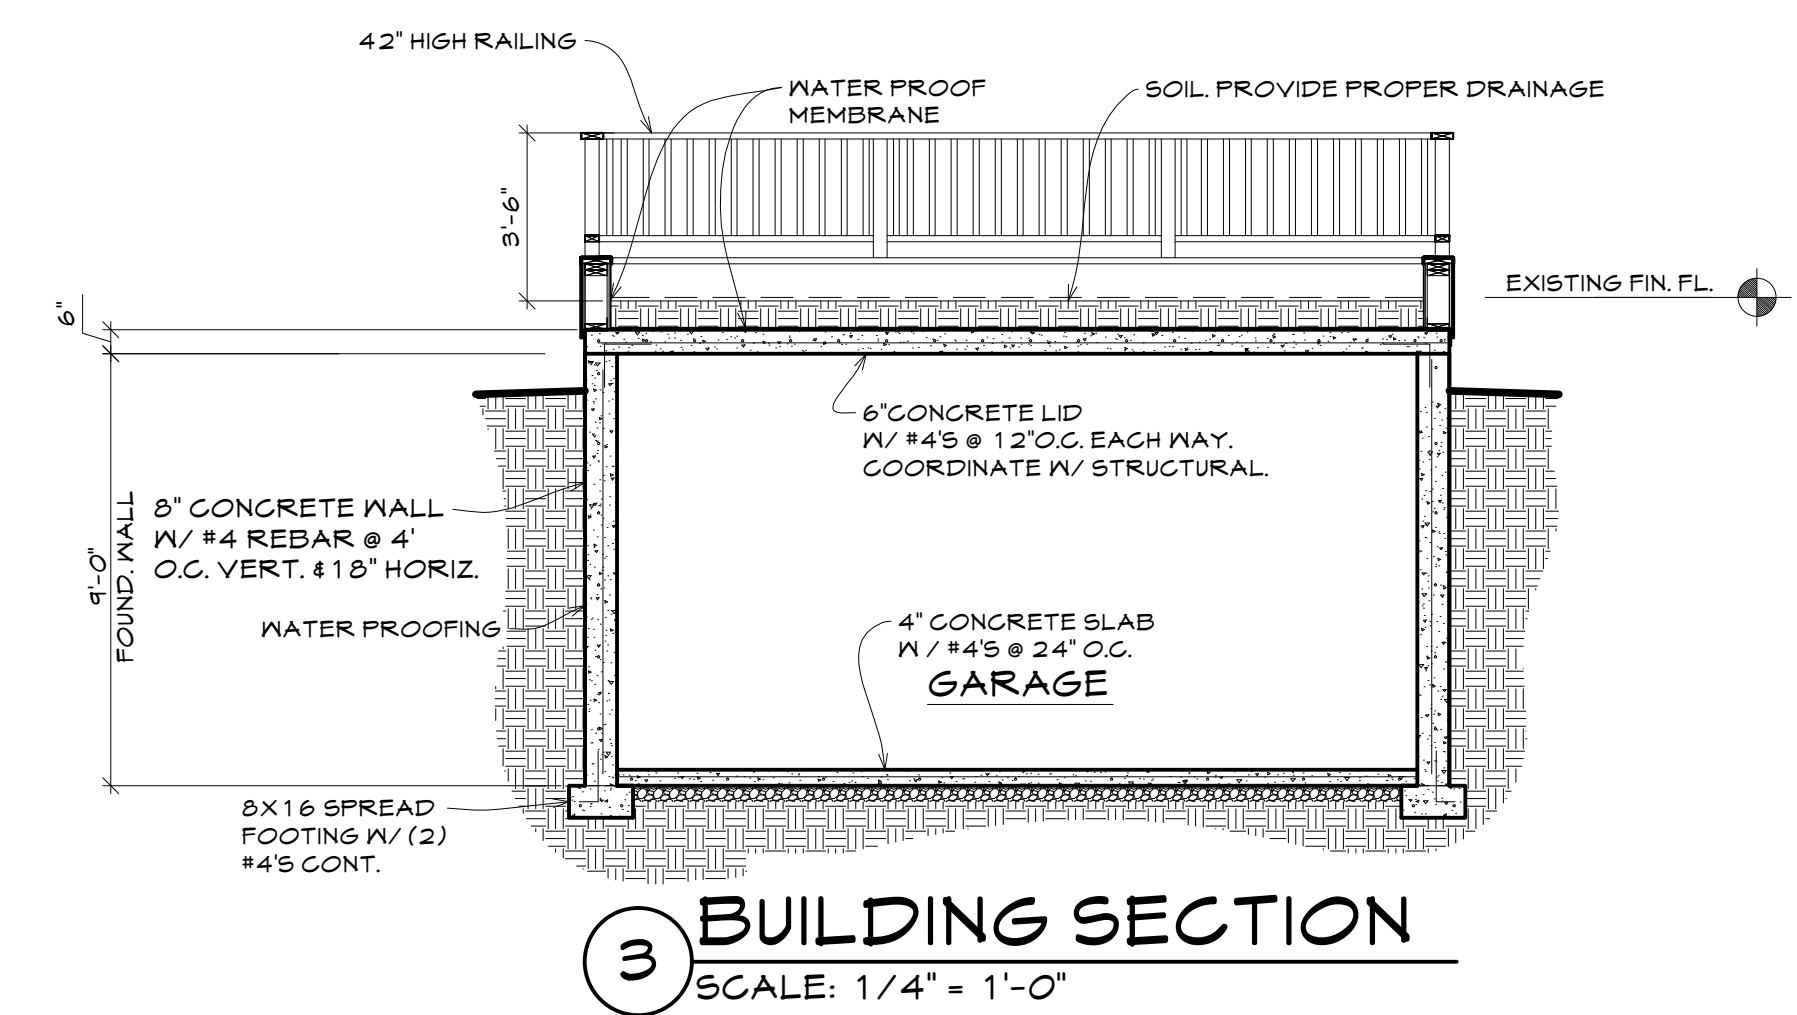 42" HIGH RAILING
WATER PROOF
MEMBRANE
SOIL. PROVIDE PROPER DRAINAGE
3'-6"
EXISTING FIN. FL.
6"
6"CONCRETE LID
W/ #4'S @ 12"O.C. EACH WAY.
COORDINATE W/ STRUCTURAL.
8" CONCRETE WALL
W/ #4 REBAR @ 4'
O.C. VERT. & 18" HORIZ.
9'-0"
FOUND. WALL
WATER PROOFING
4" CONCRETE SLAB
W / #4'S @ 24" O.C.
GARAGE
8X16 SPREAD
FOOTING W/ (2)
#4'S CONT.
3
BUILDING SECTION
SCALE: 1/4" = 1'-0"